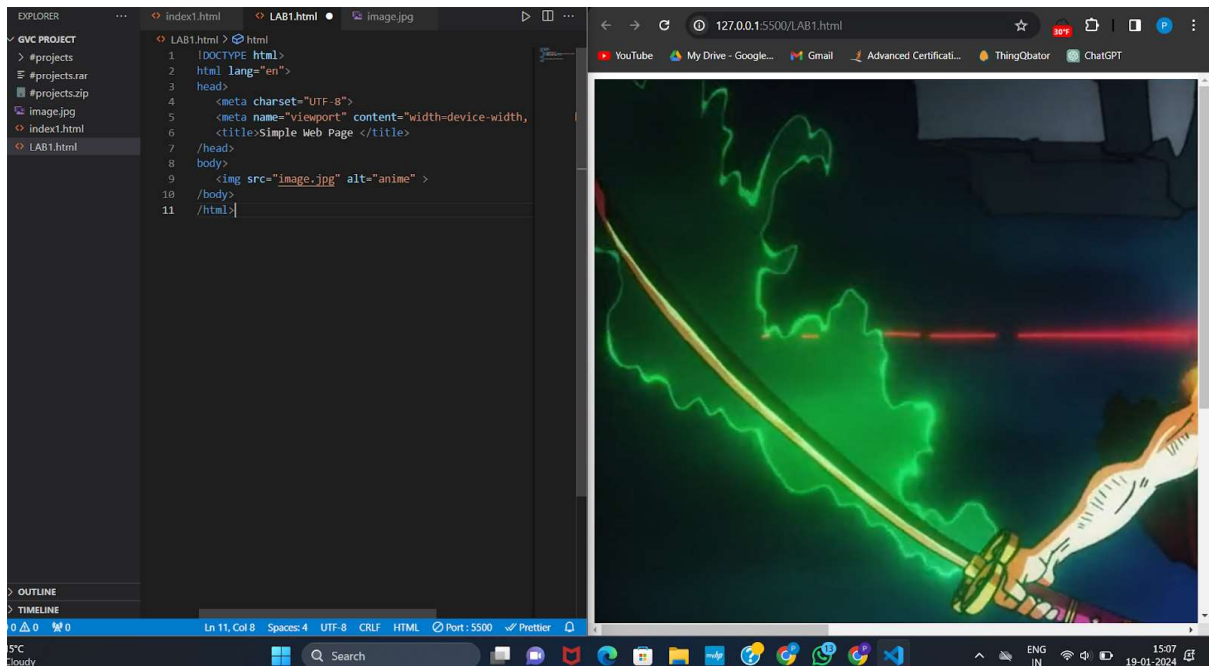 EXPLORER ···
GVC PROJECT
#projects
#projects.rar
#projects.zip
image.jpg
index1.html
LAB1.html
OUTLINE
TIMELINE
index1.html LAB1.html image.jpg ···
LAB1.html > html
1 !DOCTYPE html>
2 html lang="en">
3 head>
4 <meta charset="UTF-8">
5 <meta name="viewport" content="width=device-width,
6 <title>Simple Web Page </title>
7 /head>
8 body>
9 <img src="image.jpg" alt="anime" >
10 /body>
11 /html>
0 0 0 Ln 11, Col 8 Spaces: 4 UTF-8 CRLF HTML Port : 5500 Prettier
127.0.0.1:5500/LAB1.html 30°F P
YouTube My Drive - Google... Gmail Advanced Certificati... ThingQbator ChatGPT
5°C
Cloudy
Search
13
ENG
IN
15:07
19-01-2024